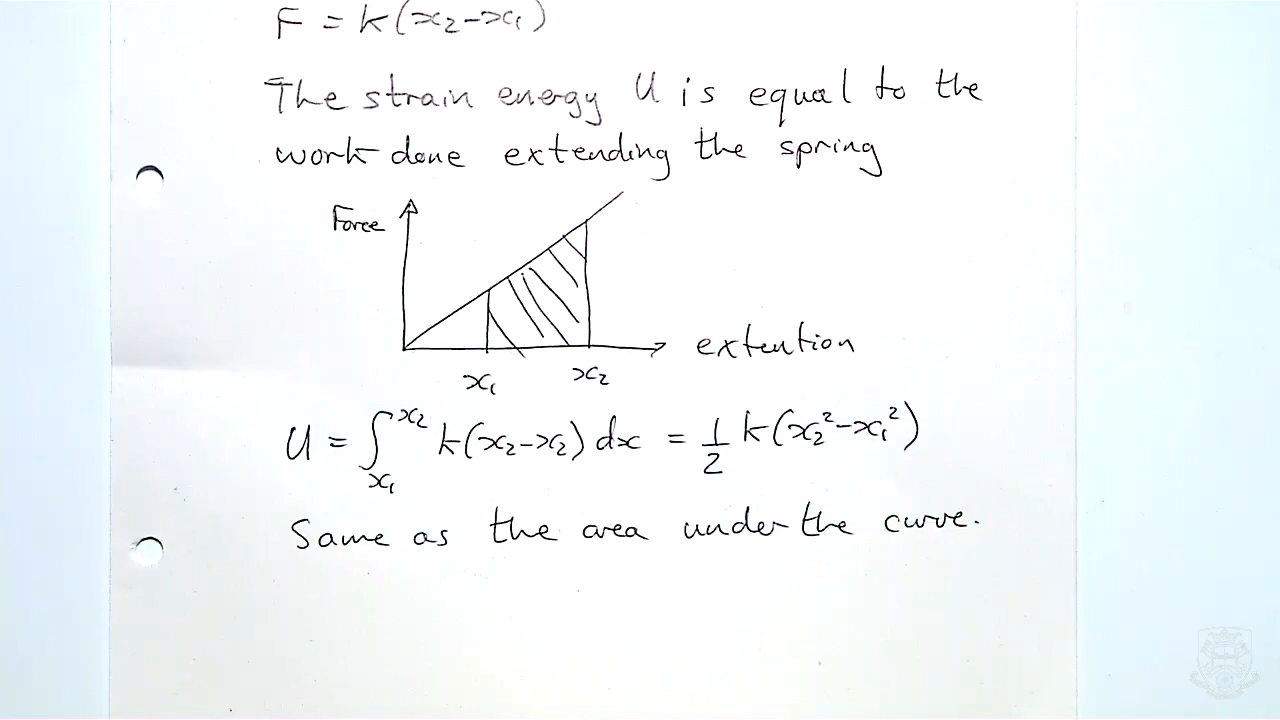 F = k(x₂-x₁)
The strain energy U is equal to the
work done extending the spring
Force
extention
x₁ x₂
U = ∫x₁^x₂ k(x₂-x₂) dx = 1/2 k(x₂²-x₁²)
Same as the area under the curve.